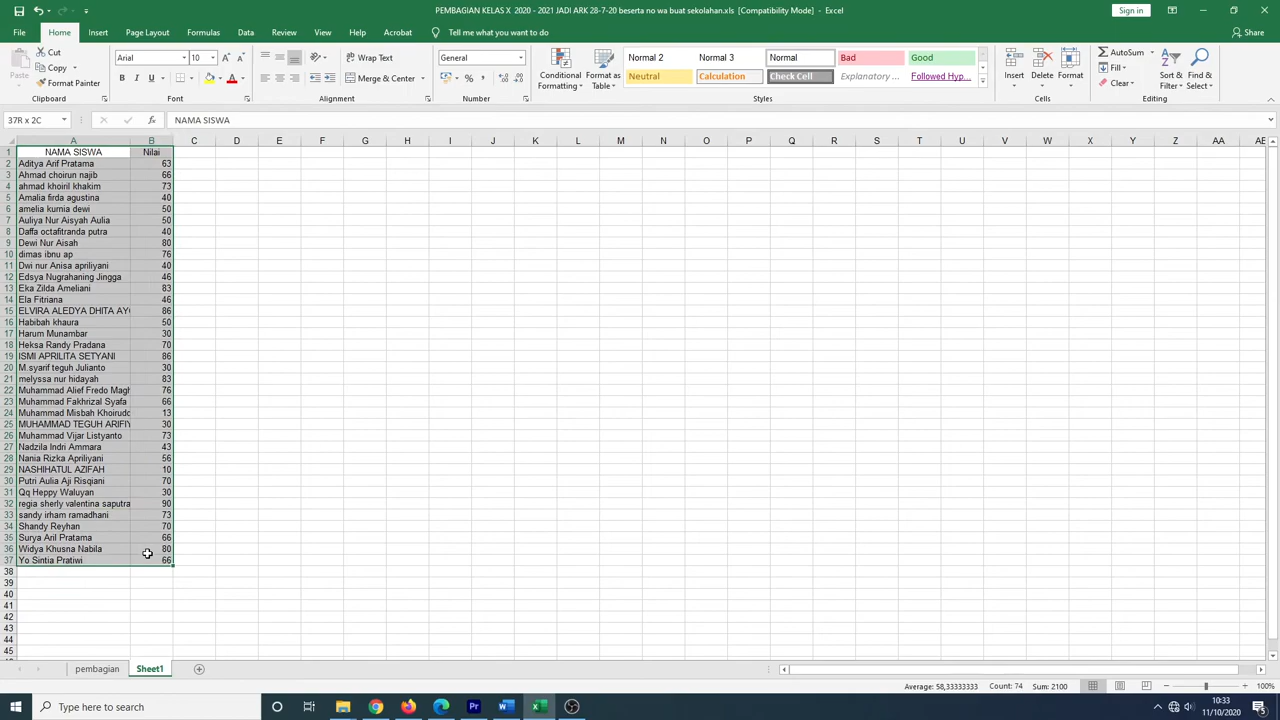 PEMBAGIAN KELAS X 2020 - 2021 JADI ARK 28-7-20 beserta no wa buat sekolahan.xls [Compatibility Mode] - Excel
Sign in
File Home Insert Page Layout Formulas Data Review View Help Acrobat Tell me what you want to do Share
Paste Cut Copy Format Painter Clipboard
Arial 10 B I U Font
Merge & Center Alignment
General % Number
Conditional Formatting Format as Table
Normal 2 Normal 3 Normal Bad Good
Neutral Calculation Check Cell Explanatory ... Followed Hyp...
Styles
Insert Delete Format Cells
AutoSum Fill Clear Sort & Filter Find & Select Editing
37R x 2C fx NAMA SISWA
A B C D E F G H I J K L M N O P Q R S T U V W X Y Z AA AE
1 NAMA SISWA Nilai
2 Aditya Arif Pratama 63
3 Ahmad choirun najib 66
4 ahmad khoiril khakim 73
5 Amalia firda agustina 40
6 amelia kurnia dewi 50
7 Auliya Nur Aisyah Aulia 50
8 Daffa octafitranda putra 40
9 Dewi Nur Aisah 80
10 dimas ibnu ap 76
11 Dwi nur Anisa apriliyani 40
12 Edsya Nugrahaning Jingga 46
13 Eka Zilda Ameliani 83
14 Ela Fitriana 46
15 ELVIRA ALEDYA DHITA AY 86
16 Habibah khaura 50
17 Harum Munambar 30
18 Heksa Randy Pradana 70
19 ISMI APRILITA SETYANI 86
20 M.syarif teguh Julianto 30
21 melyssa nur hidayah 83
22 Muhammad Alief Fredo Magh 76
23 Muhammad Fakhrizal Syafa 66
24 Muhammad Misbah Khoirudd 13
25 MUHAMMAD TEGUH ARIFIY 30
26 Muhammad Vijar Listyanto 73
27 Nadzila Indri Ammara 43
28 Nania Rizka Apriliyani 56
29 NASHIHATUL AZIFAH 10
30 Putri Aulia Aji Risqiani 70
31 Qq Heppy Waluyan 30
32 regia sherly valentina saputra 90
33 sandy irham ramadhani 73
34 Shandy Reyhan 70
35 Surya Aril Pratama 66
36 Widya Khusna Nabila 80
37 Yo Sintia Pratiwi 66
38
39
40
41
42
43
44
45
pembagian Sheet1
Average: 58,33333333 Count: 74 Sum: 2100 100%
Type here to search
10:33
11/10/2020